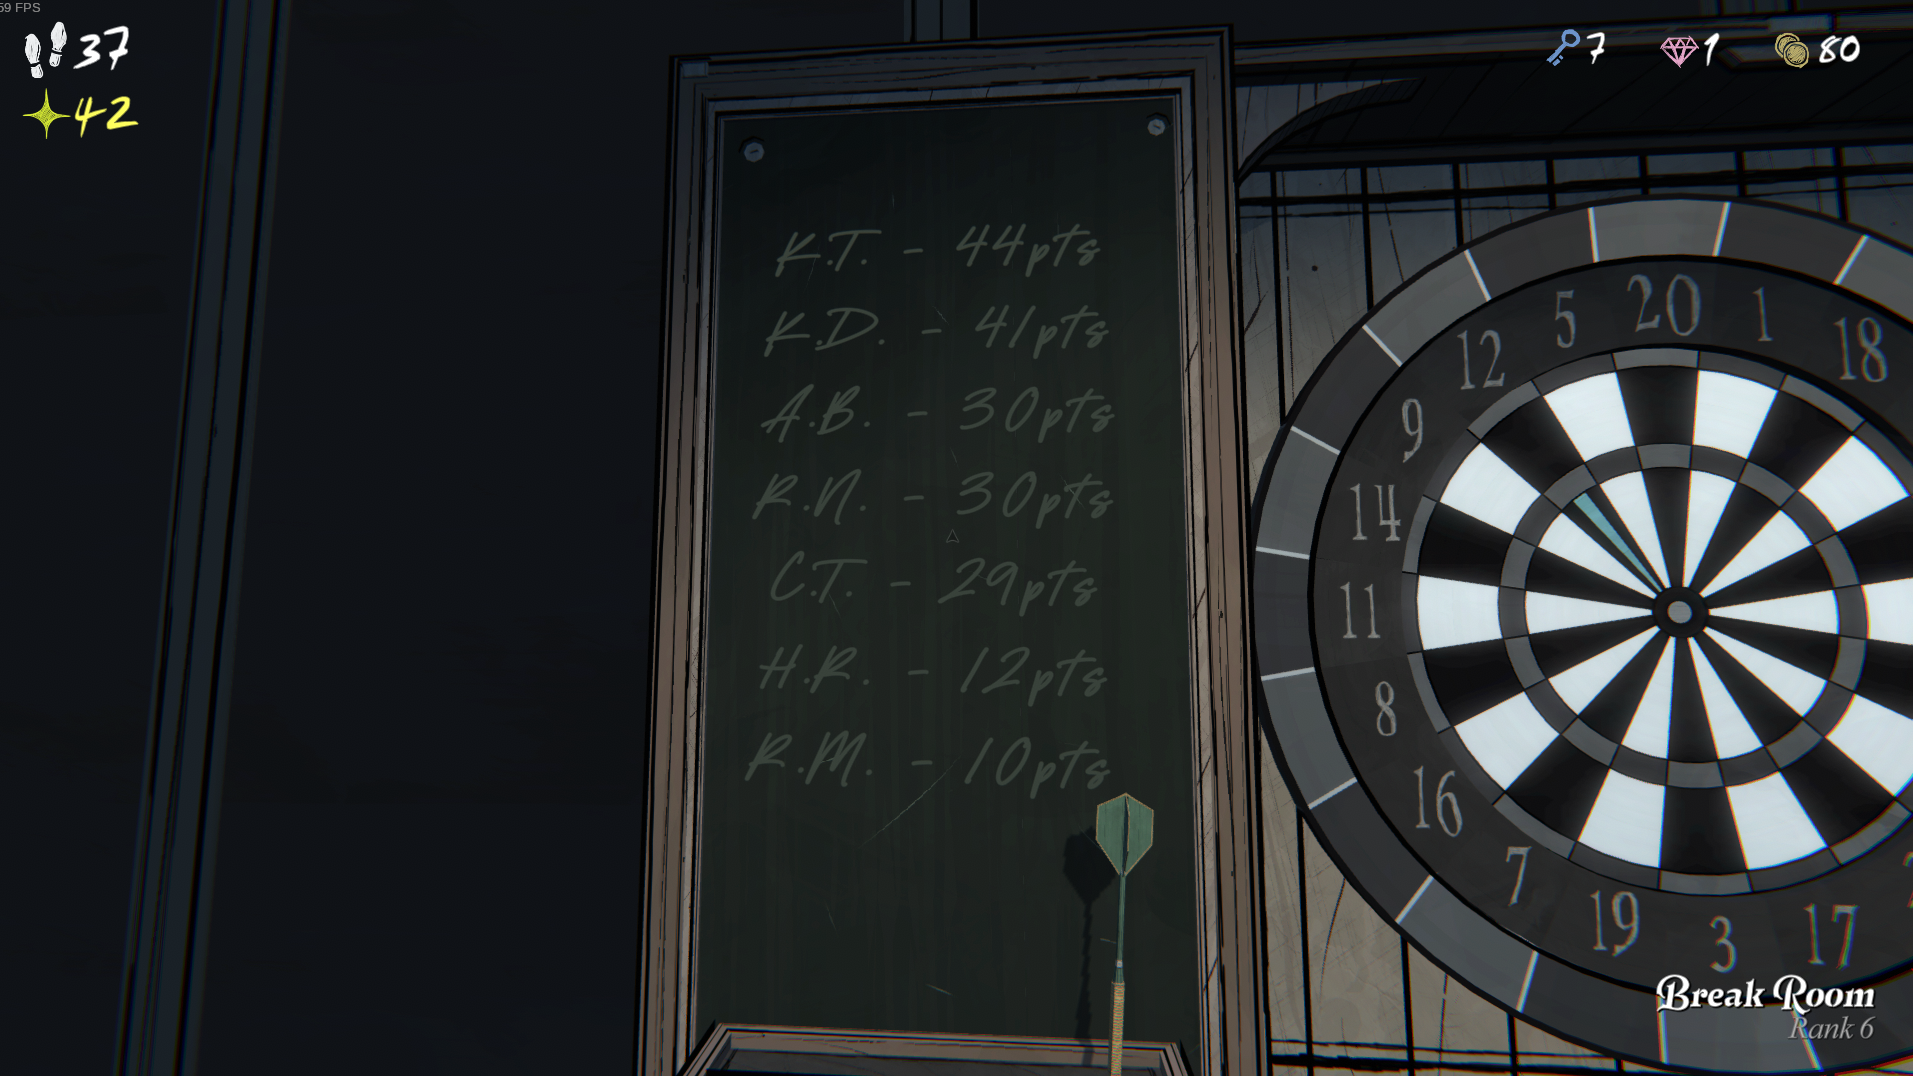 59 FPS
37
42
7
1
80
K.T. - 44pts
K.D. - 41pts
A.B. - 30pts
R.N. - 30pts
C.T. - 29pts
H.R. - 12pts
R.M. - 10pts
20
1
18
5
12
9
14
11
8
16
7
19
3
17
Break Room
Rank 6